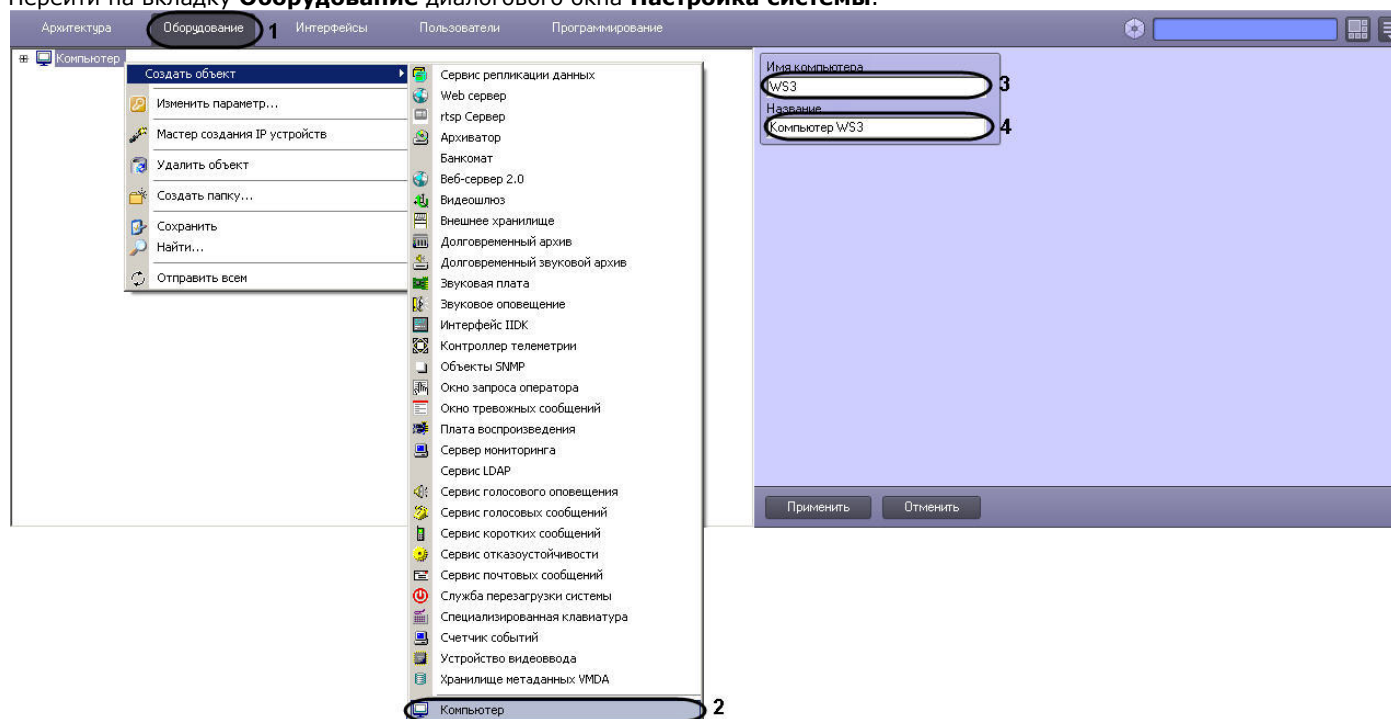 Перейти на вкладку Оборудование диалогового окна Настройка системы.
Архитектура Оборудование 1 Интерфейсы Пользователи Программирование
Компьютер
Создать объект
Изменить параметр...
Мастер создания IP устройств
Удалить объект
Создать папку...
Сохранить
Найти...
Отправить всем
Сервис репликации данных
Web сервер
rtsp Сервер
Архиватор
Банкомат
Веб-сервер 2.0
Видеошлюз
Внешнее хранилище
Долговременный архив
Долговременный звуковой архив
Звуковая плата
Звуковое оповещение
Интерфейс IIDK
Контроллер телеметрии
Объекты SNMP
Окно запроса оператора
Окно тревожных сообщений
Плата воспроизведения
Сервер мониторинга
Сервис LDAP
Сервис голосового оповещения
Сервис голосовых сообщений
Сервис коротких сообщений
Сервис отказоустойчивости
Сервис почтовых сообщений
Служба перезагрузки системы
Специализированная клавиатура
Счетчик событий
Устройство видеоввода
Хранилище метаданных VMDA
Компьютер 2
Имя компьютера
WS3 3
Название
Компьютер WS3 4
Применить Отменить